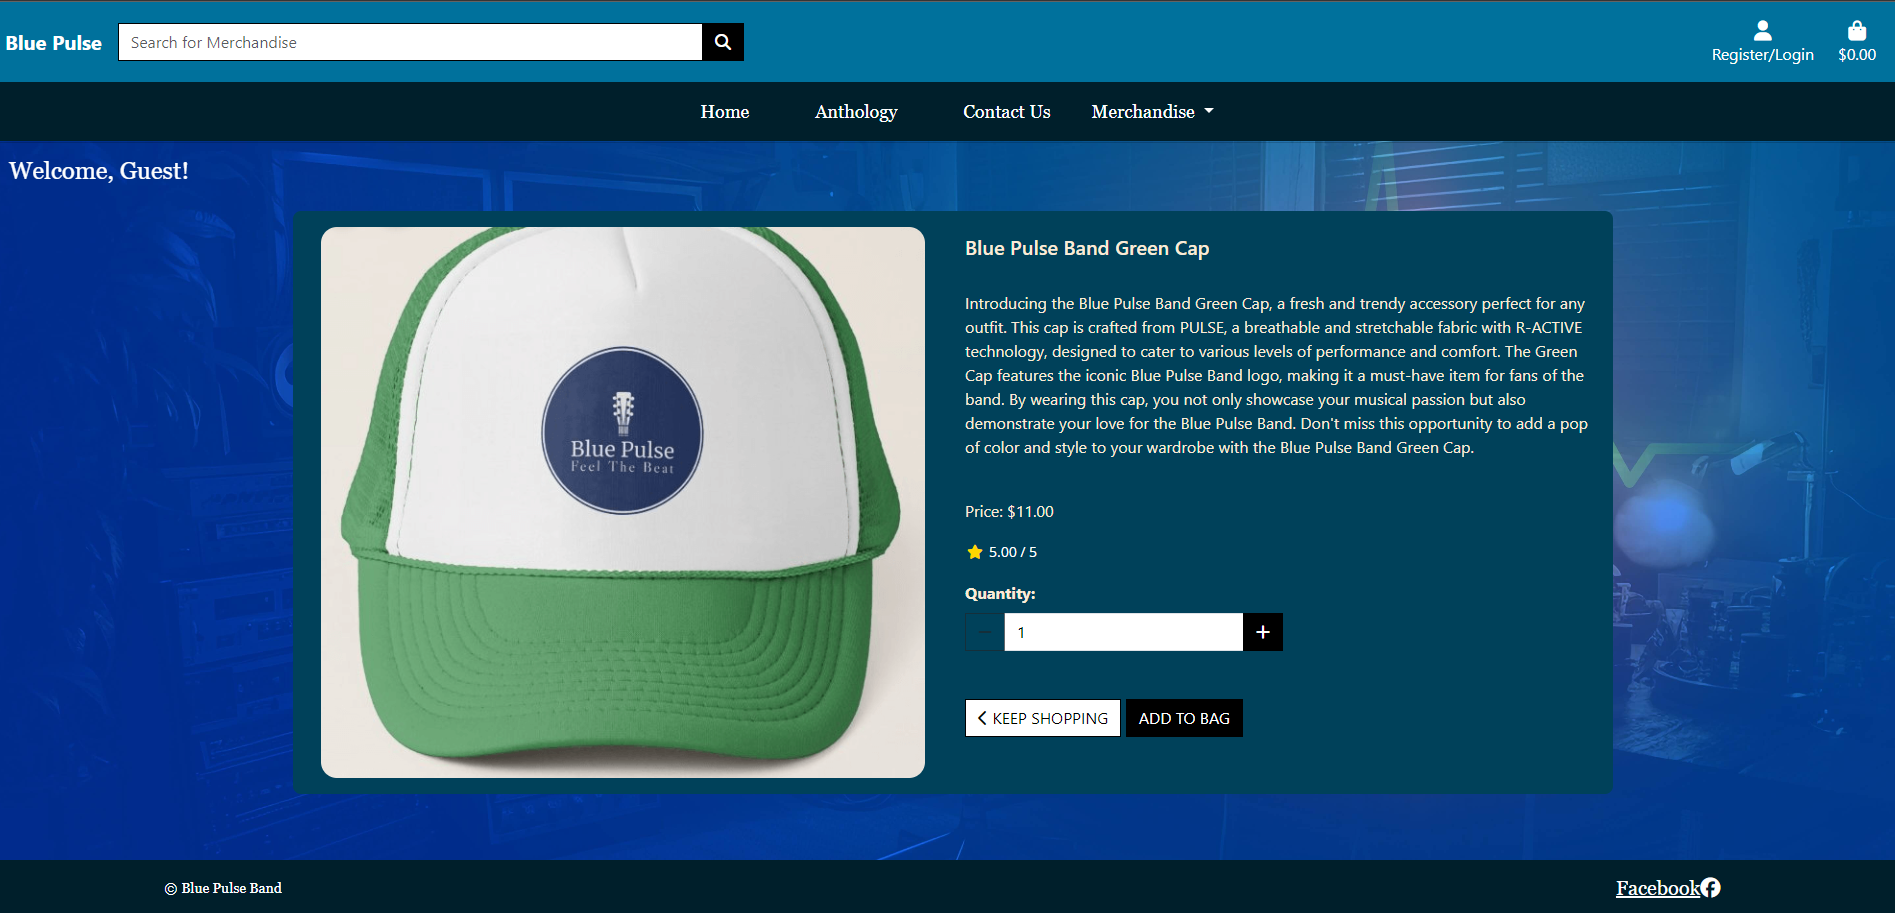 Blue Pulse
Search for Merchandise
Register/Login
$0.00
Home
Anthology
Contact Us
Merchandise
Welcome, Guest!
Blue Pulse
Feel The Beat
Blue Pulse Band Green Cap
Introducing the Blue Pulse Band Green Cap, a fresh and trendy accessory perfect for any
outfit. This cap is crafted from PULSE, a breathable and stretchable fabric with R-ACTIVE
technology, designed to cater to various levels of performance and comfort. The Green
Cap features the iconic Blue Pulse Band logo, making it a must-have item for fans of the
band. By wearing this cap, you not only showcase your musical passion but also
demonstrate your love for the Blue Pulse Band. Don't miss this opportunity to add a pop
of color and style to your wardrobe with the Blue Pulse Band Green Cap.
Price: $11.00
5.00 / 5
Quantity:
1
KEEP SHOPPING
ADD TO BAG
© Blue Pulse Band
Facebook